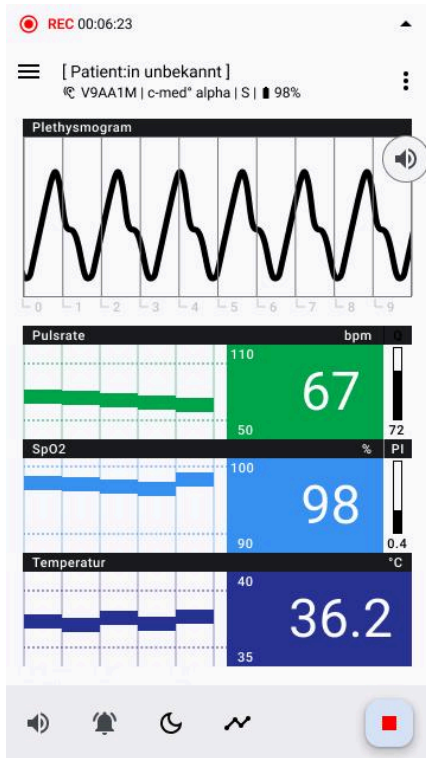 REC 00:06:23
[ Patient:in unbekannt ]
V9AA1M | c-med° alpha | S | 98%
Plethysmogram
0 1 2 3 4 5 6 7 8 9
Pulsrate bpm Q
110
67
50
72
SpO2 % PI
100
98
90
0.4
Temperatur °C
40
36.2
35